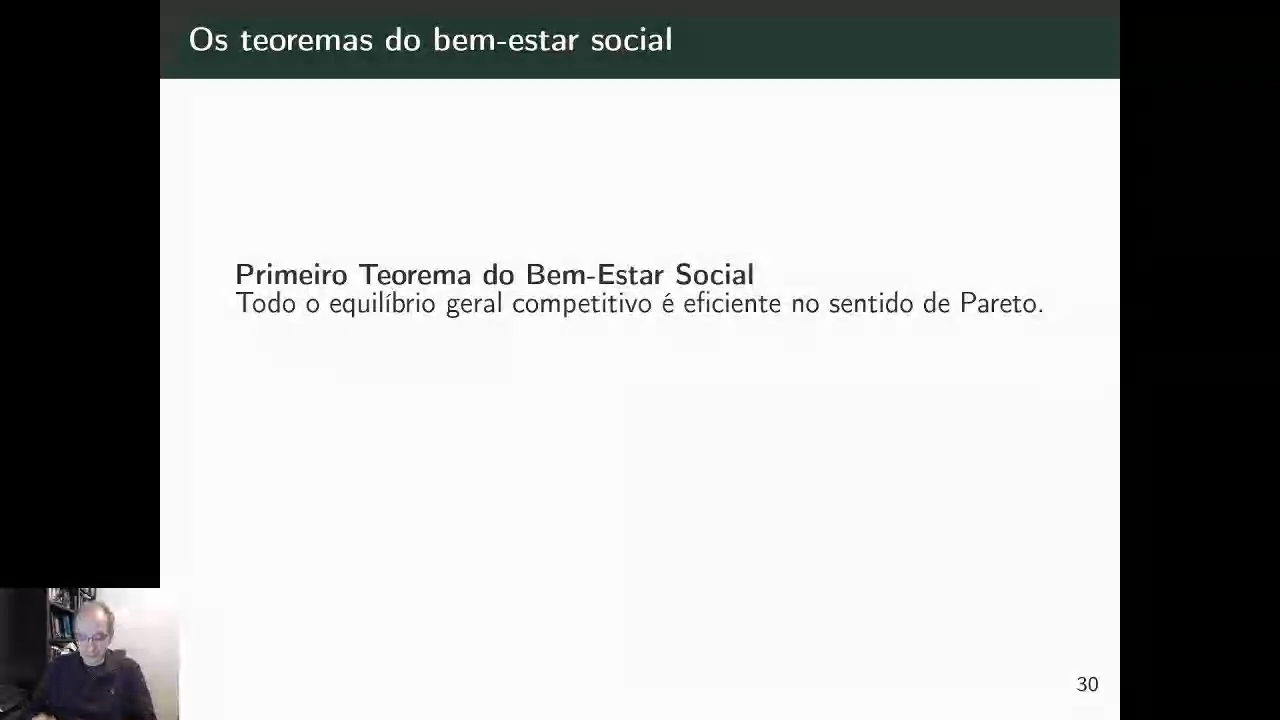 Os teoremas do bem-estar social
Primeiro Teorema do Bem-Estar Social
Todo o equilíbrio geral competitivo é eficiente no sentido de Pareto.
30